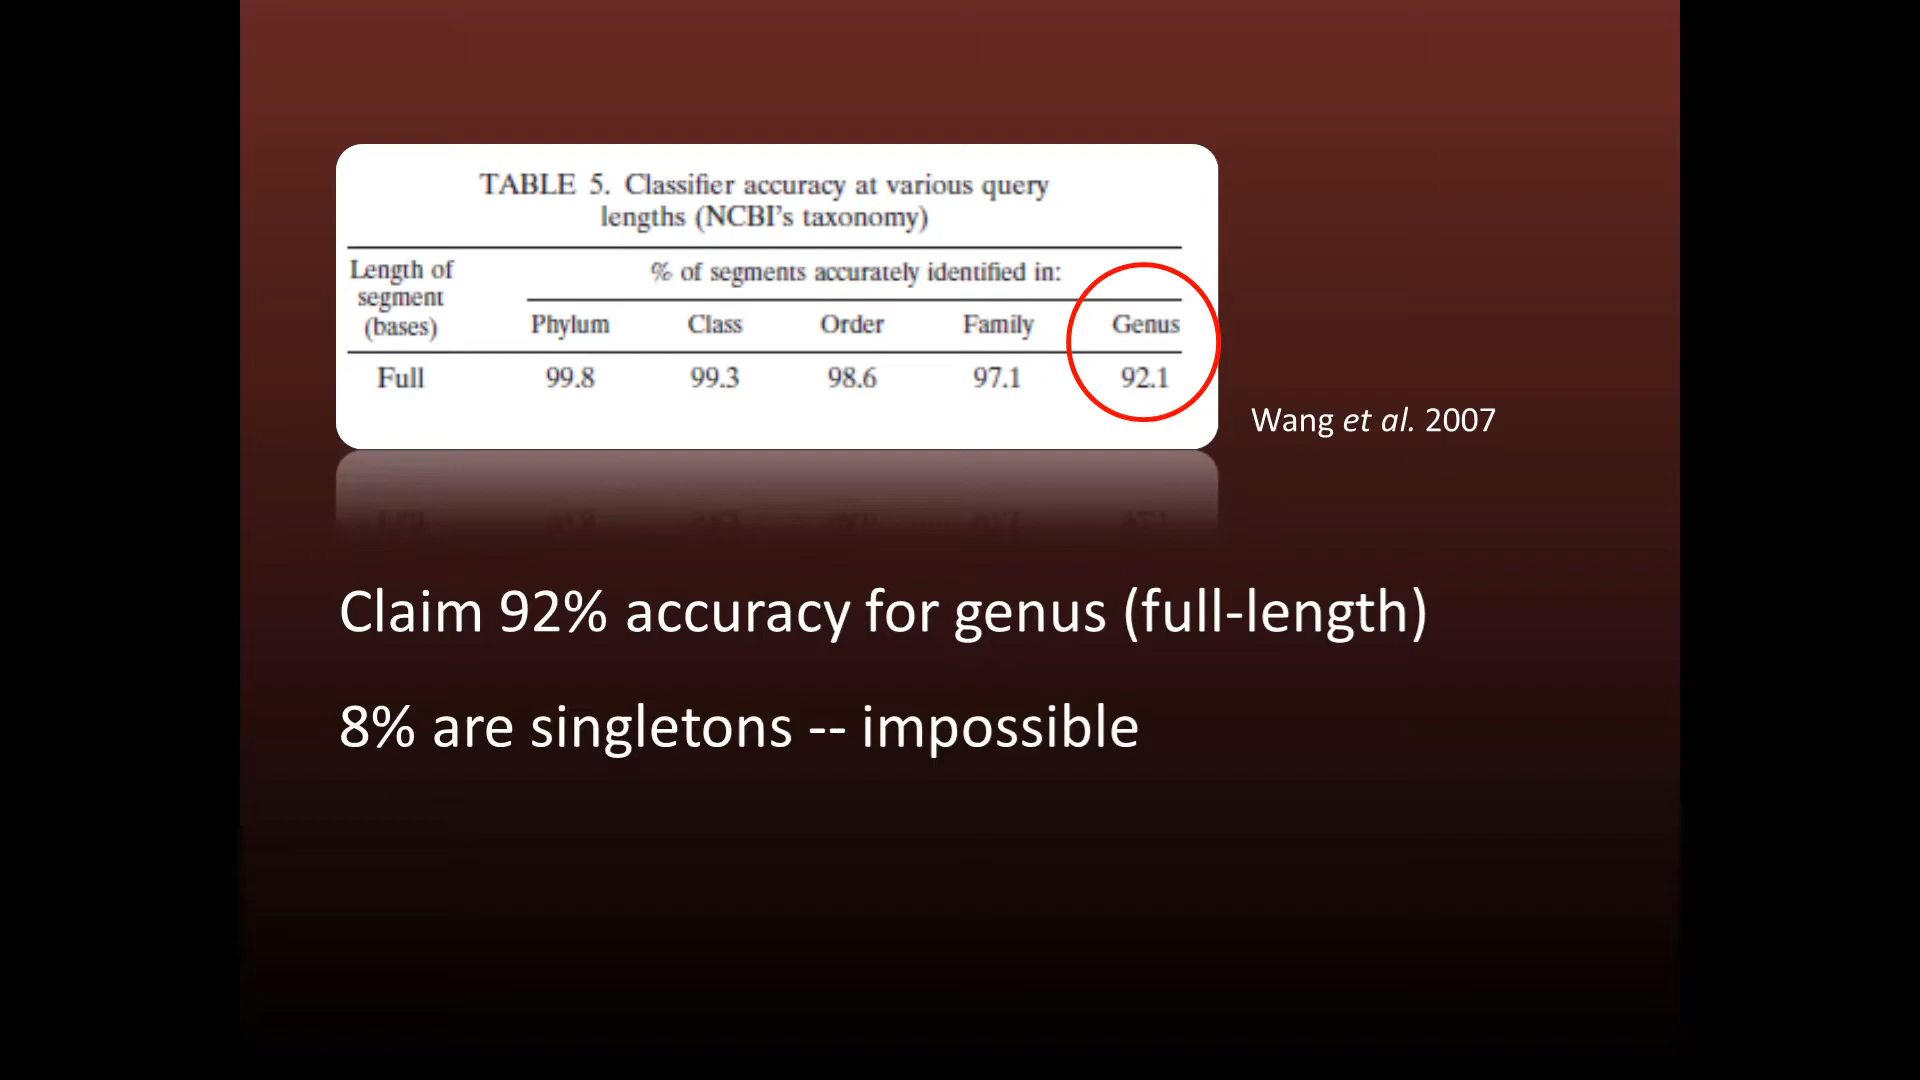 TABLE 5. Classifier accuracy at various query
lengths (NCBI's taxonomy)
Length of segment (bases)
% of segments accurately identified in:
Phylum Class Order Family Genus
Full 99.8 99.3 98.6 97.1 92.1
Wang et al. 2007
Claim 92% accuracy for genus (full-length)
8% are singletons -- impossible